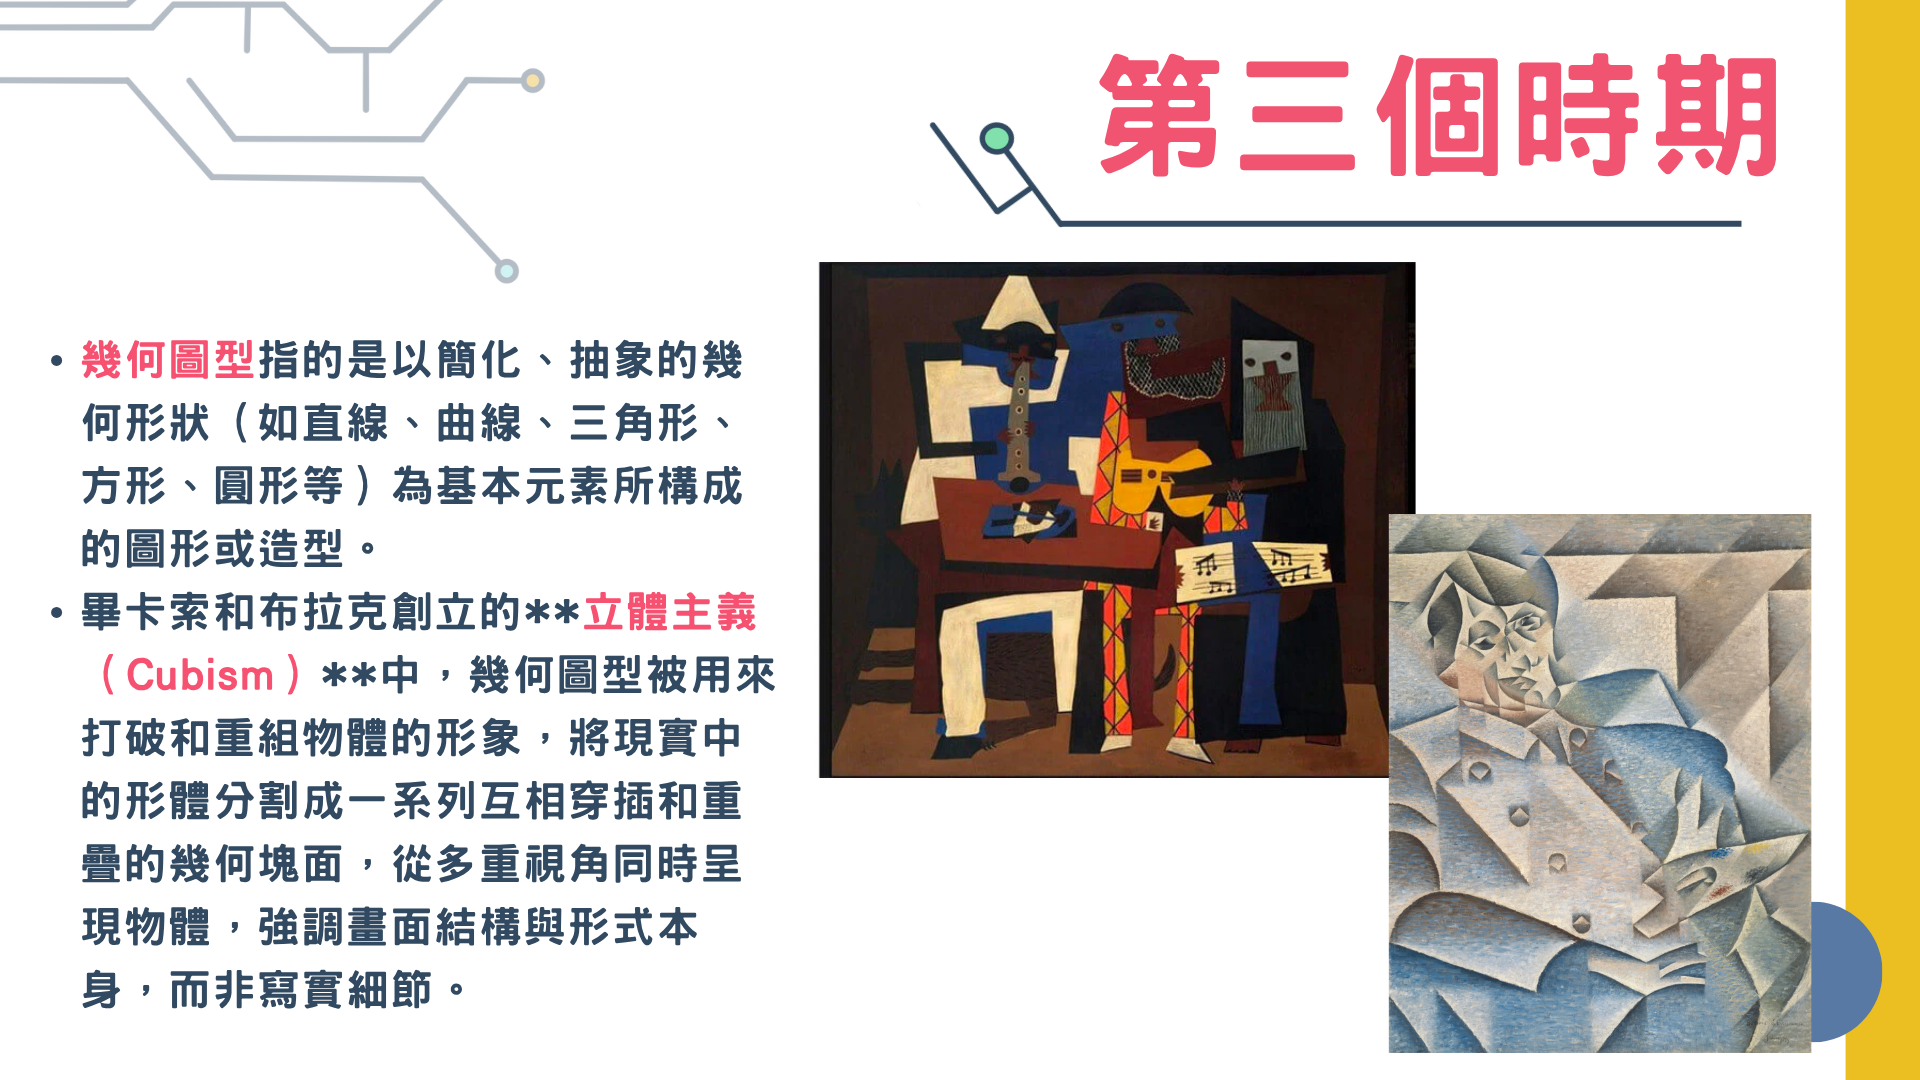 第三個時期
• 幾何圖型指的是以簡化、抽象的幾
何形狀（如直線、曲線、三角形、
方形、圓形等）為基本元素所構成
的圖形或造型。
• 畢卡索和布拉克創立的**立體主義
（Cubism）**中，幾何圖型被用來
打破和重組物體的形象，將現實中
的形體分割成一系列互相穿插和重
疊的幾何塊面，從多重視角同時呈
現物體，強調畫面結構與形式本
身，而非寫實細節。